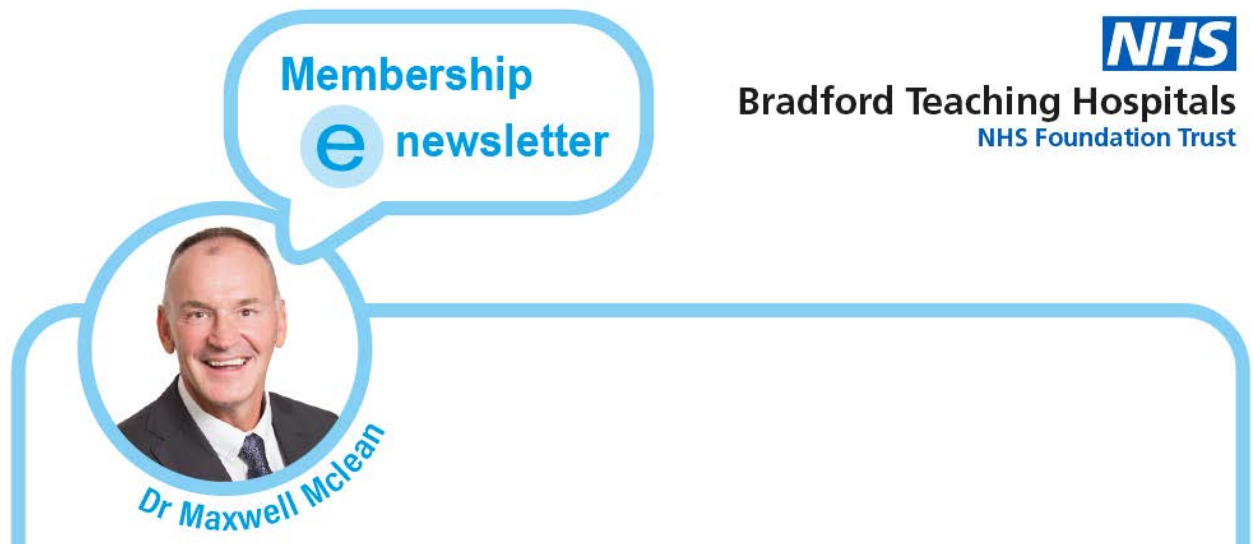 Membership
e newsletter
NHS
Bradford Teaching Hospitals
NHS Foundation Trust
Dr Maxwell Mclean